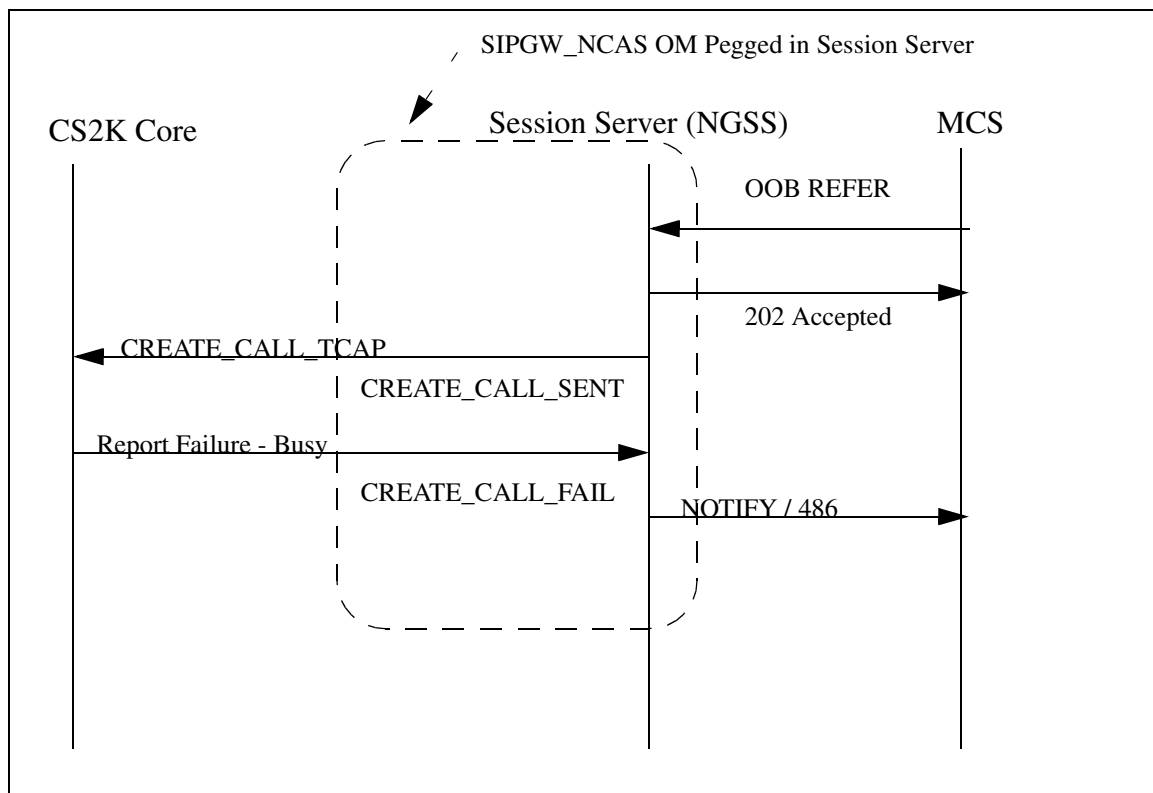 SIPGW_NCAS OM Pegged in Session Server
CS2K Core
Session Server (NGSS)
MCS
OOB REFER
202 Accepted
CREATE_CALL_TCAP
CREATE_CALL_SENT
Report Failure - Busy
CREATE_CALL_FAIL
NOTIFY / 486